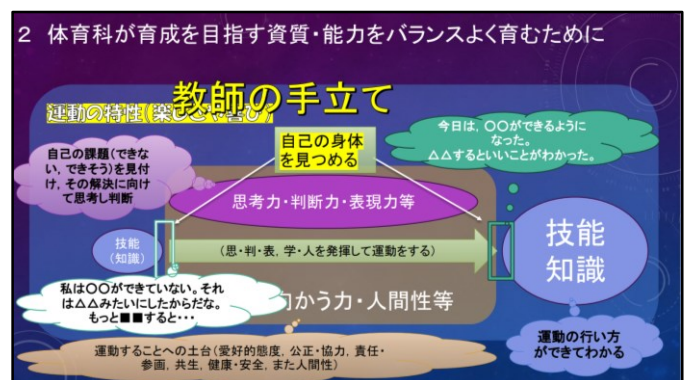 2 体育科が育成を目指す資質・能力をバランスよく育むために
教師の手立て
運動の特性(楽しさや喜び)
自己の身体
を見つめる
今日は，〇〇ができるように
なった。
△△するといいことがわかった。
自己の課題(できな
い，できそう)を見付
け，その解決に向け
て思考し判断
思考力・判断力・表現力等
技能
(知識)
(思・判・表，学・人を発揮して運動をする)
技能
知識
私は〇〇ができていない。それ
は△△みたいにしたからだな。
もっと■■すると・・・
向かう力・人間性等
運動の行い方
ができてわかる
運動することへの土台(愛好的態度，公正・協力，責任・
参画，共生，健康・安全，また人間性)